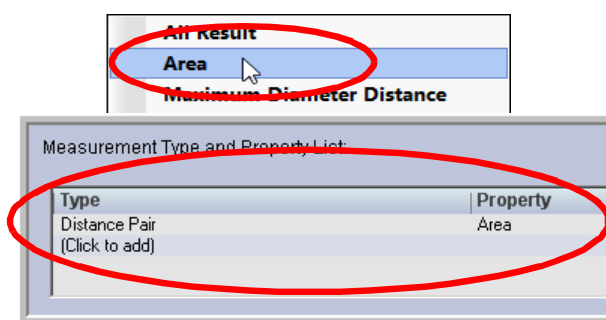 All Result
Area
Maximum Diameter Distance
Measurement Type and Property List:
Type Property
Distance Pair Area
(Click to add)